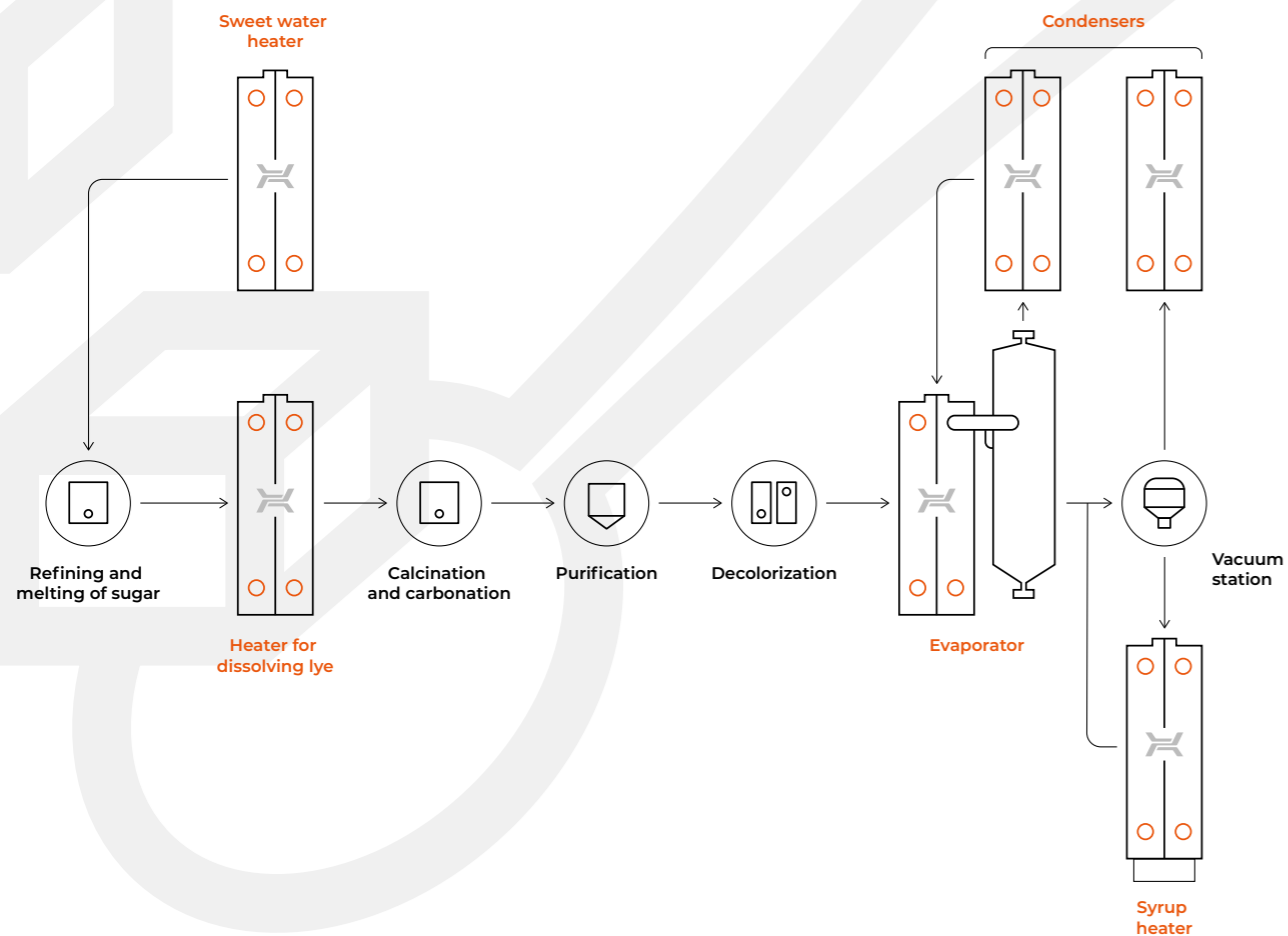 Sweet water
heater
Condensers
Refining and
melting of sugar
Heater for
dissolving lye
Calcination
and carbonation
Purification
Decolorization
Evaporator
Vacuum
station
Syrup
heater